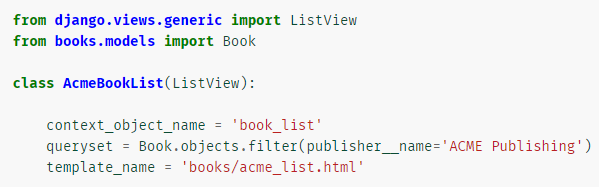 from django.views.generic import ListView
from books.models import Book
class AcmeBookList(ListView):
context_object_name = 'book_list'
queryset = Book.objects.filter(publisher__name='ACME Publishing')
template_name = 'books/acme_list.html'